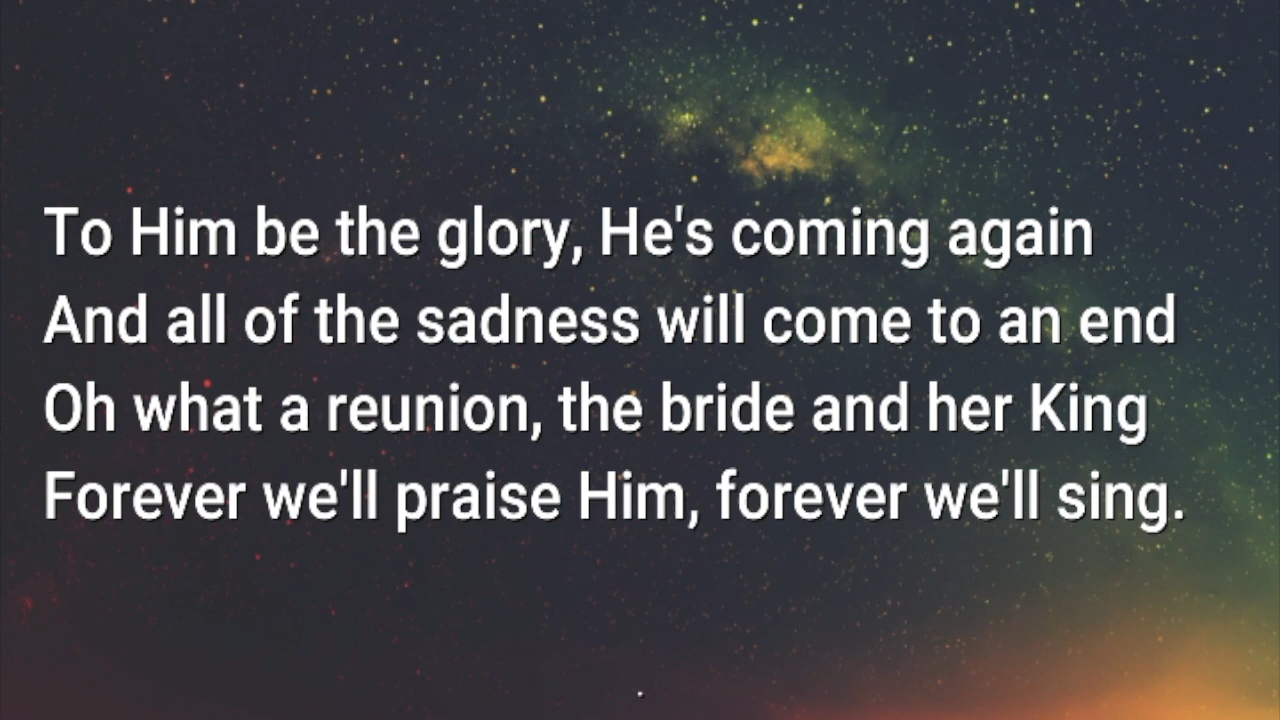 To Him be the glory, He's coming again
And all of the sadness will come to an end
Oh what a reunion, the bride and her King
Forever we'll praise Him, forever we'll sing.
.